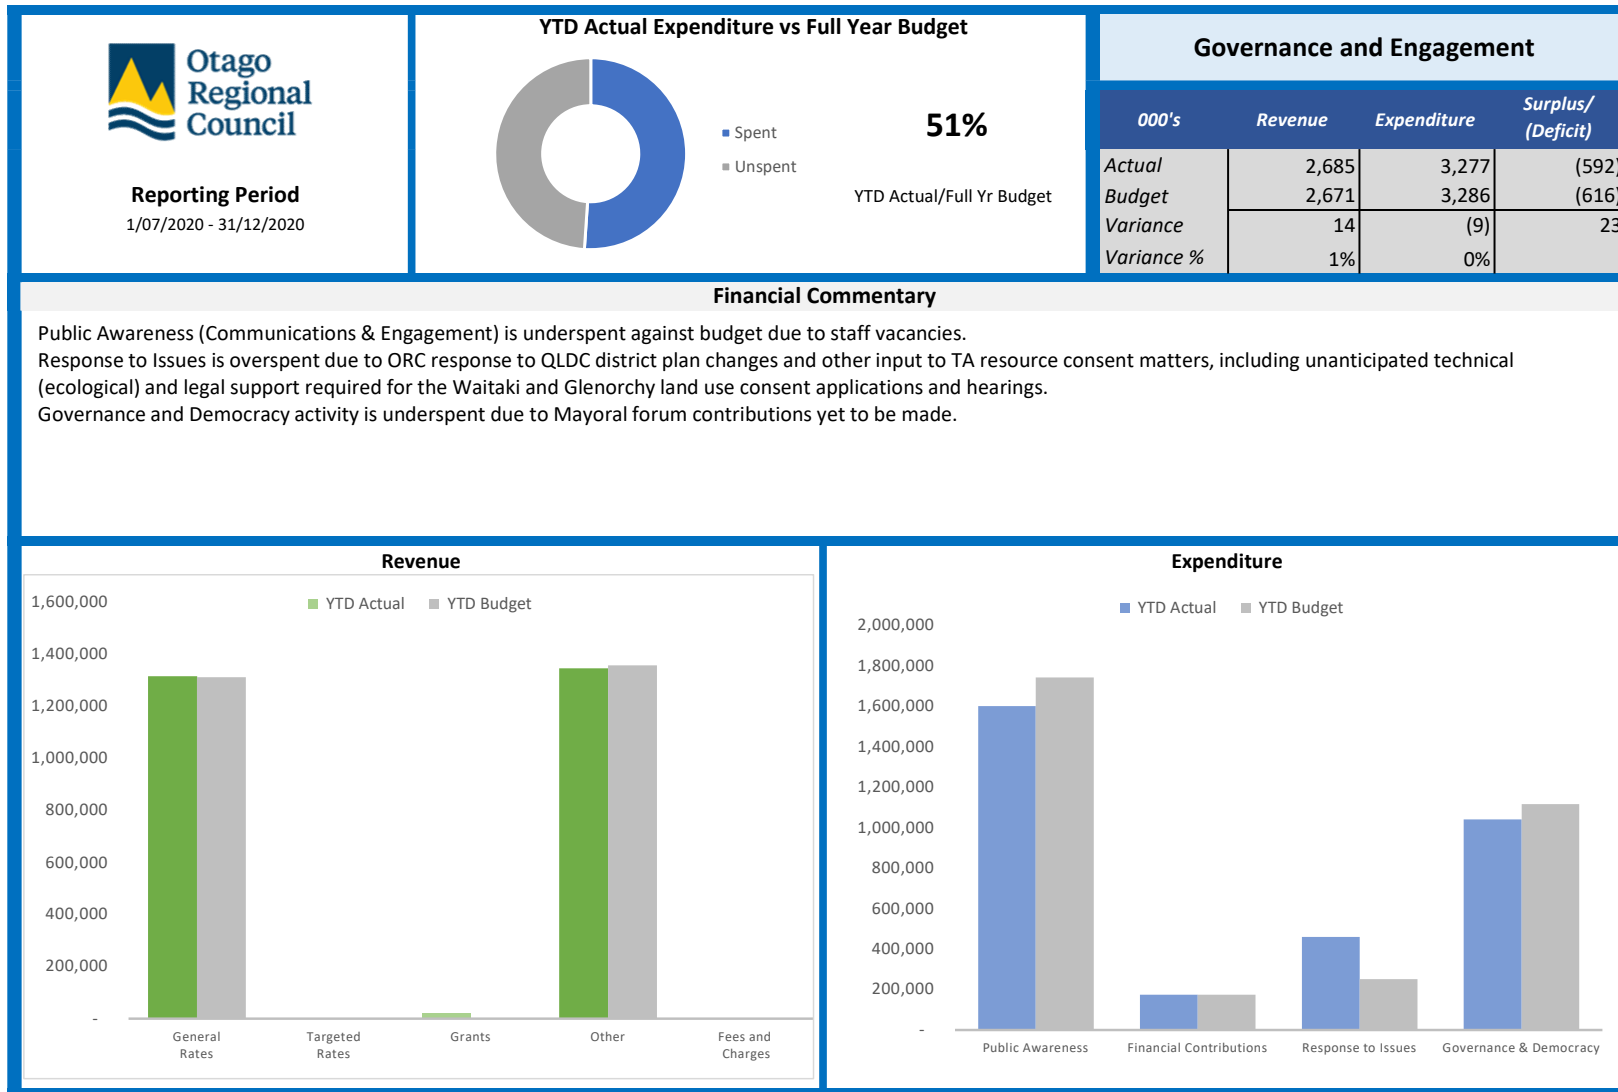 Otago
Regional
Council
Reporting Period
1/07/2020 - 31/12/2020
YTD Actual Expenditure vs Full Year Budget
Spent
Unspent
51%
YTD Actual/Full Yr Budget
Governance and Engagement
000's Revenue Expenditure Surplus/ (Deficit)
Actual 2,685 3,277 (592)
Budget 2,671 3,286 (616)
Variance 14 (9) 23
Variance % 1% 0%
Financial Commentary
Public Awareness (Communications & Engagement) is underspent against budget due to staff vacancies.
Response to Issues is overspent due to ORC response to QLDC district plan changes and other input to TA resource consent matters, including unanticipated technical
(ecological) and legal support required for the Waitaki and Glenorchy land use consent applications and hearings.
Governance and Democracy activity is underspent due to Mayoral forum contributions yet to be made.
Revenue
YTD Actual YTD Budget
1,600,000
1,400,000
1,200,000
1,000,000
800,000
600,000
400,000
200,000
-
General Rates
Targeted Rates
Grants
Other
Fees and Charges
Expenditure
YTD Actual YTD Budget
2,000,000
1,800,000
1,600,000
1,400,000
1,200,000
1,000,000
800,000
600,000
400,000
200,000
-
Public Awareness
Financial Contributions
Response to Issues
Governance & Democracy